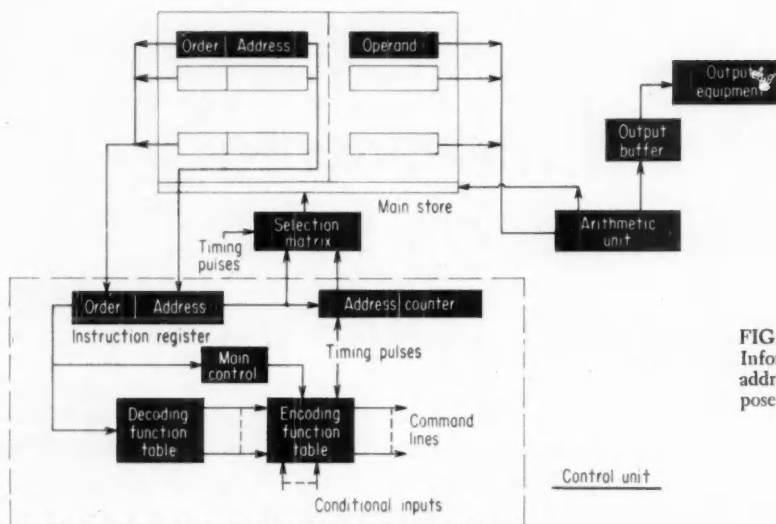 Order Address
Operand
Output
equipment
Output
buffer
Main store
Selection
matrix
Arithmetic
unit
Timing
pulses
Order Address
Address counter
Instruction register
Timing pulses
Main
control
Decoding
function
table
Encoding
function
table
Command
lines
Conditional inputs
Control unit
FIG
Infor
addr
pose